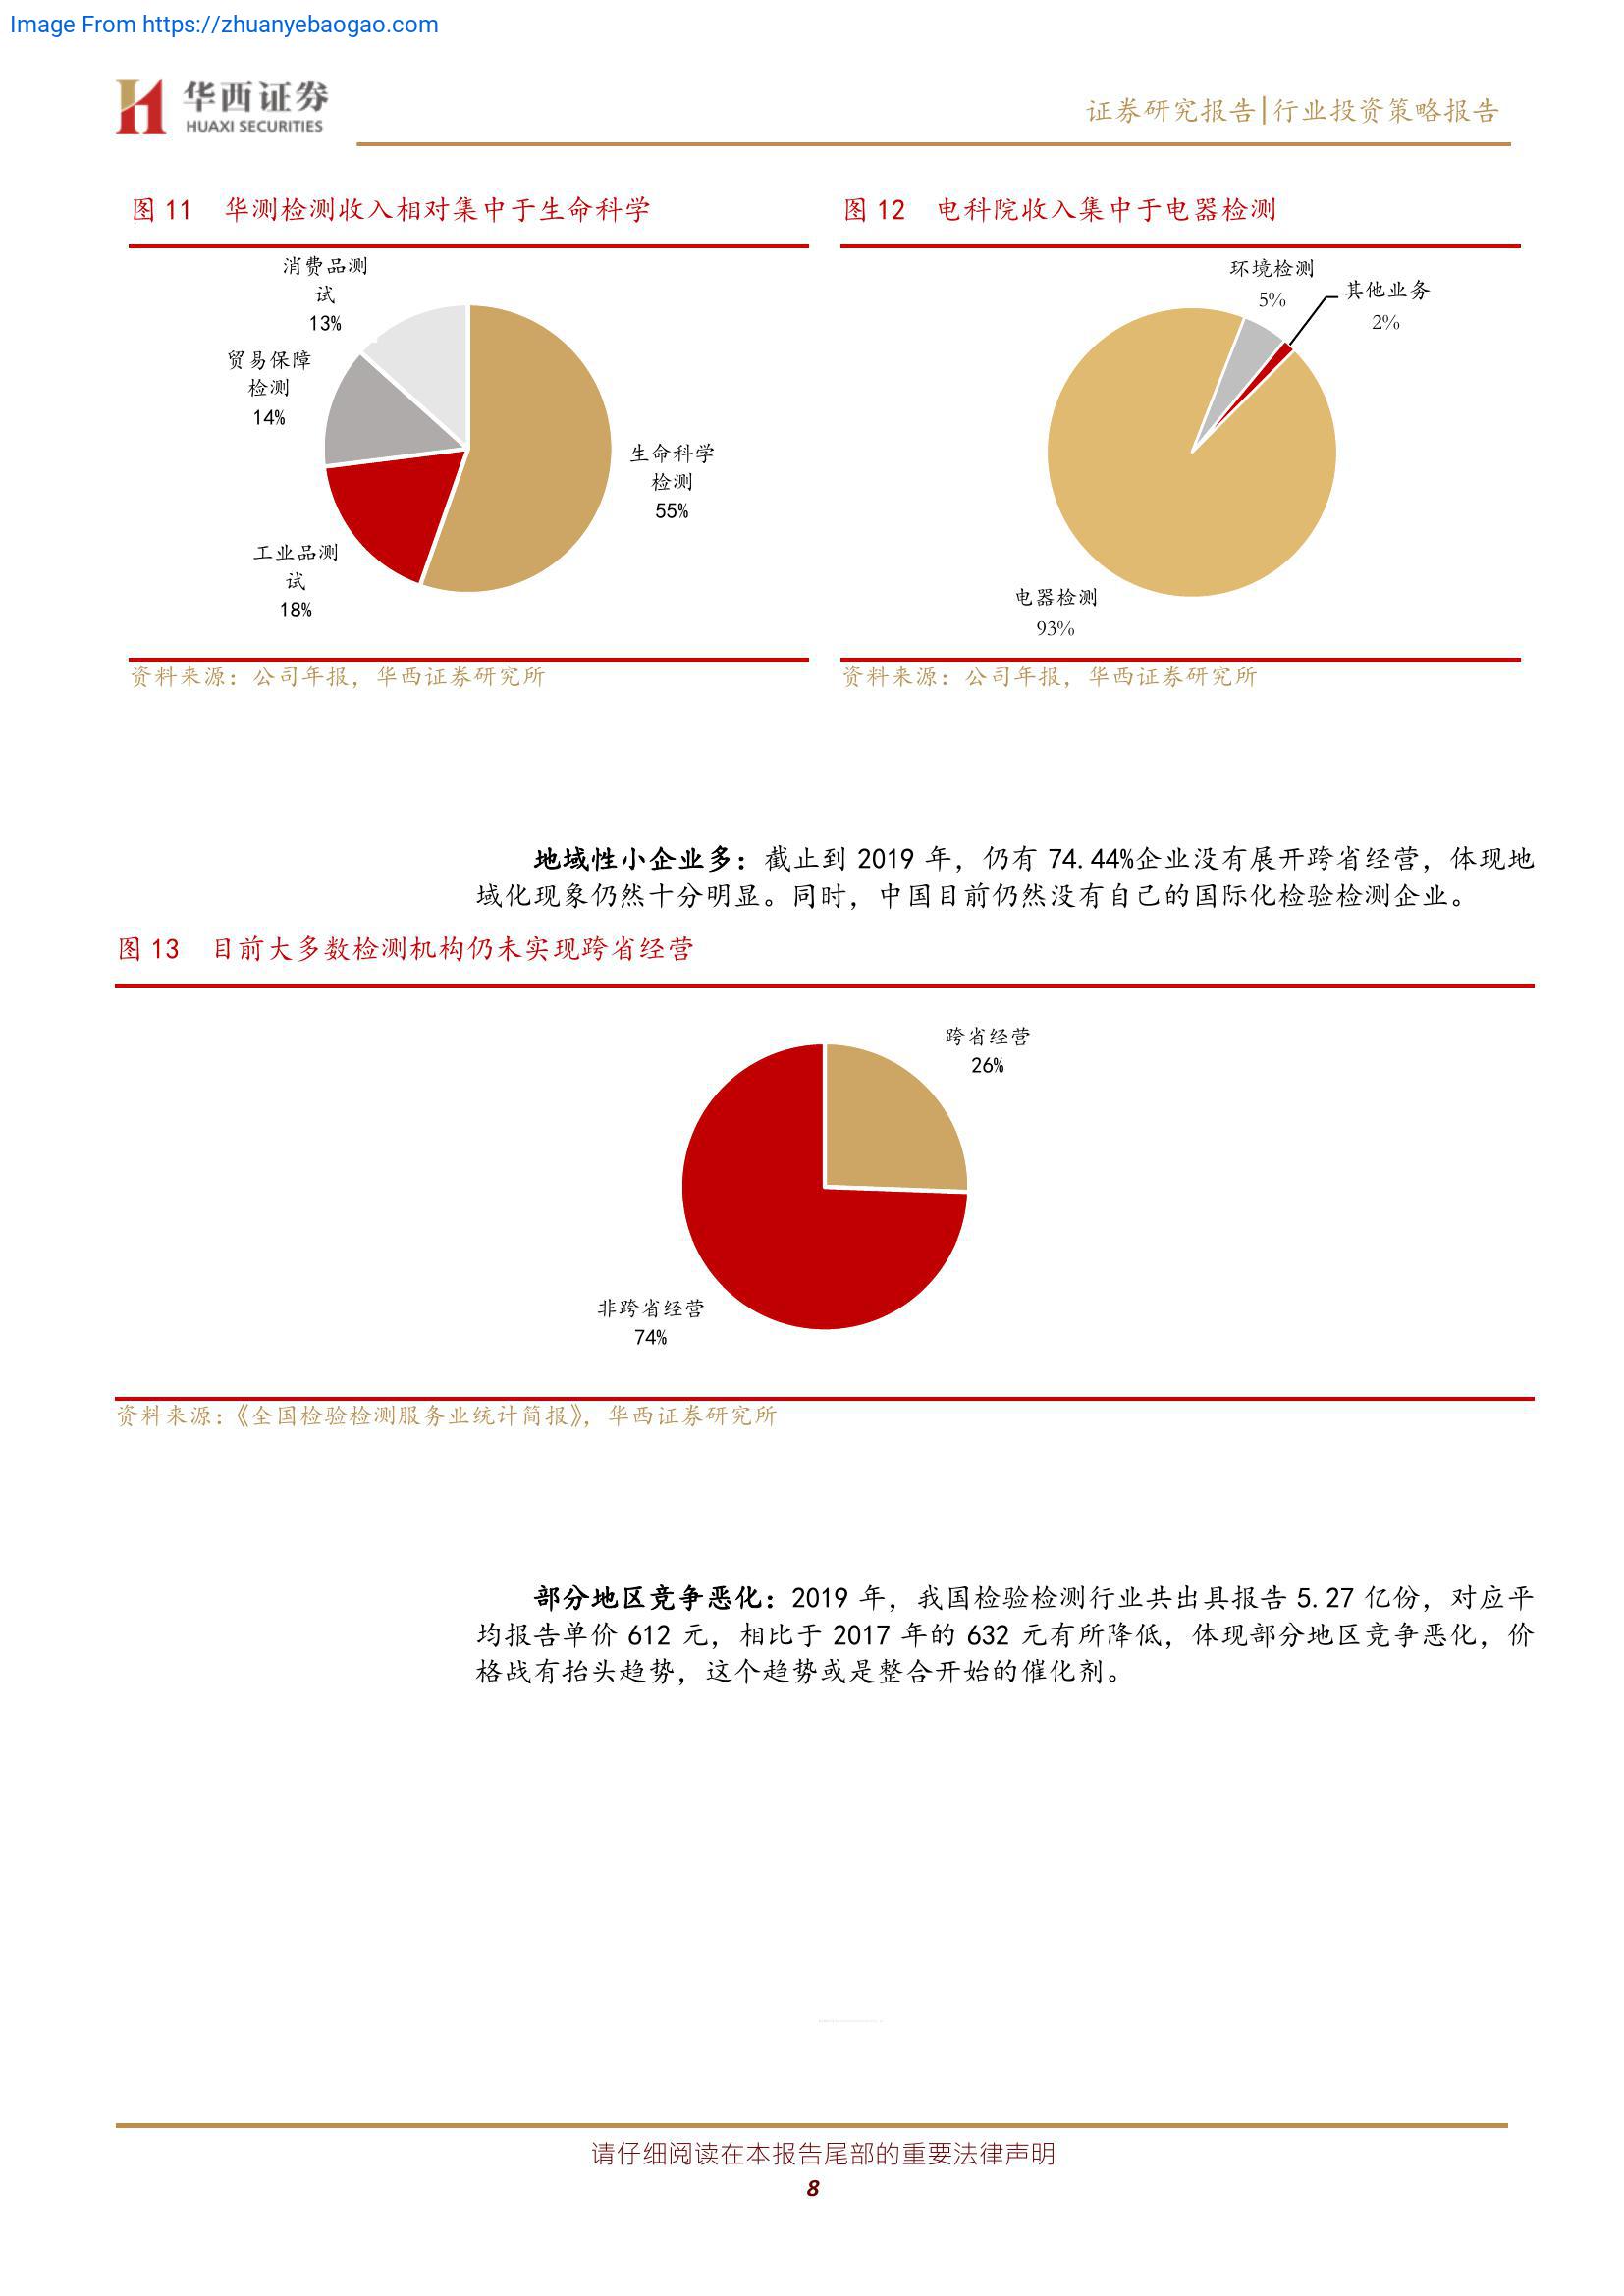 Image From https://zhuanyebaogao.com
华西证券
HUAXI SECURITIES
证券研究报告|行业投资策略报告
图 11 华测检测收入相对集中于生命科学
消费品测
试
13%
贸易保障
检测
14%
生命科学
检测
55%
工业品测
试
18%
资料来源：公司年报，华西证券研究所
图 12 电科院收入集中于电器检测
环境检测
5%
其他业务
2%
电器检测
93%
资料来源：公司年报，华西证券研究所
地域性小企业多：截止到 2019 年，仍有 74.44%企业没有展开跨省经营，体现地
域化现象仍然十分明显。同时，中国目前仍然没有自己的国际化检验检测企业。
图 13 目前大多数检测机构仍未实现跨省经营
跨省经营
26%
非跨省经营
74%
资料来源：《全国检验检测服务业统计简报》，华西证券研究所
部分地区竞争恶化：2019 年，我国检验检测行业共出具报告 5.27 亿份，对应平
均报告单价 612 元，相比于 2017 年的 632 元有所降低，体现部分地区竞争恶化，价
格战有抬头趋势，这个趋势或是整合开始的催化剂。
请仔细阅读在本报告尾部的重要法律声明
8